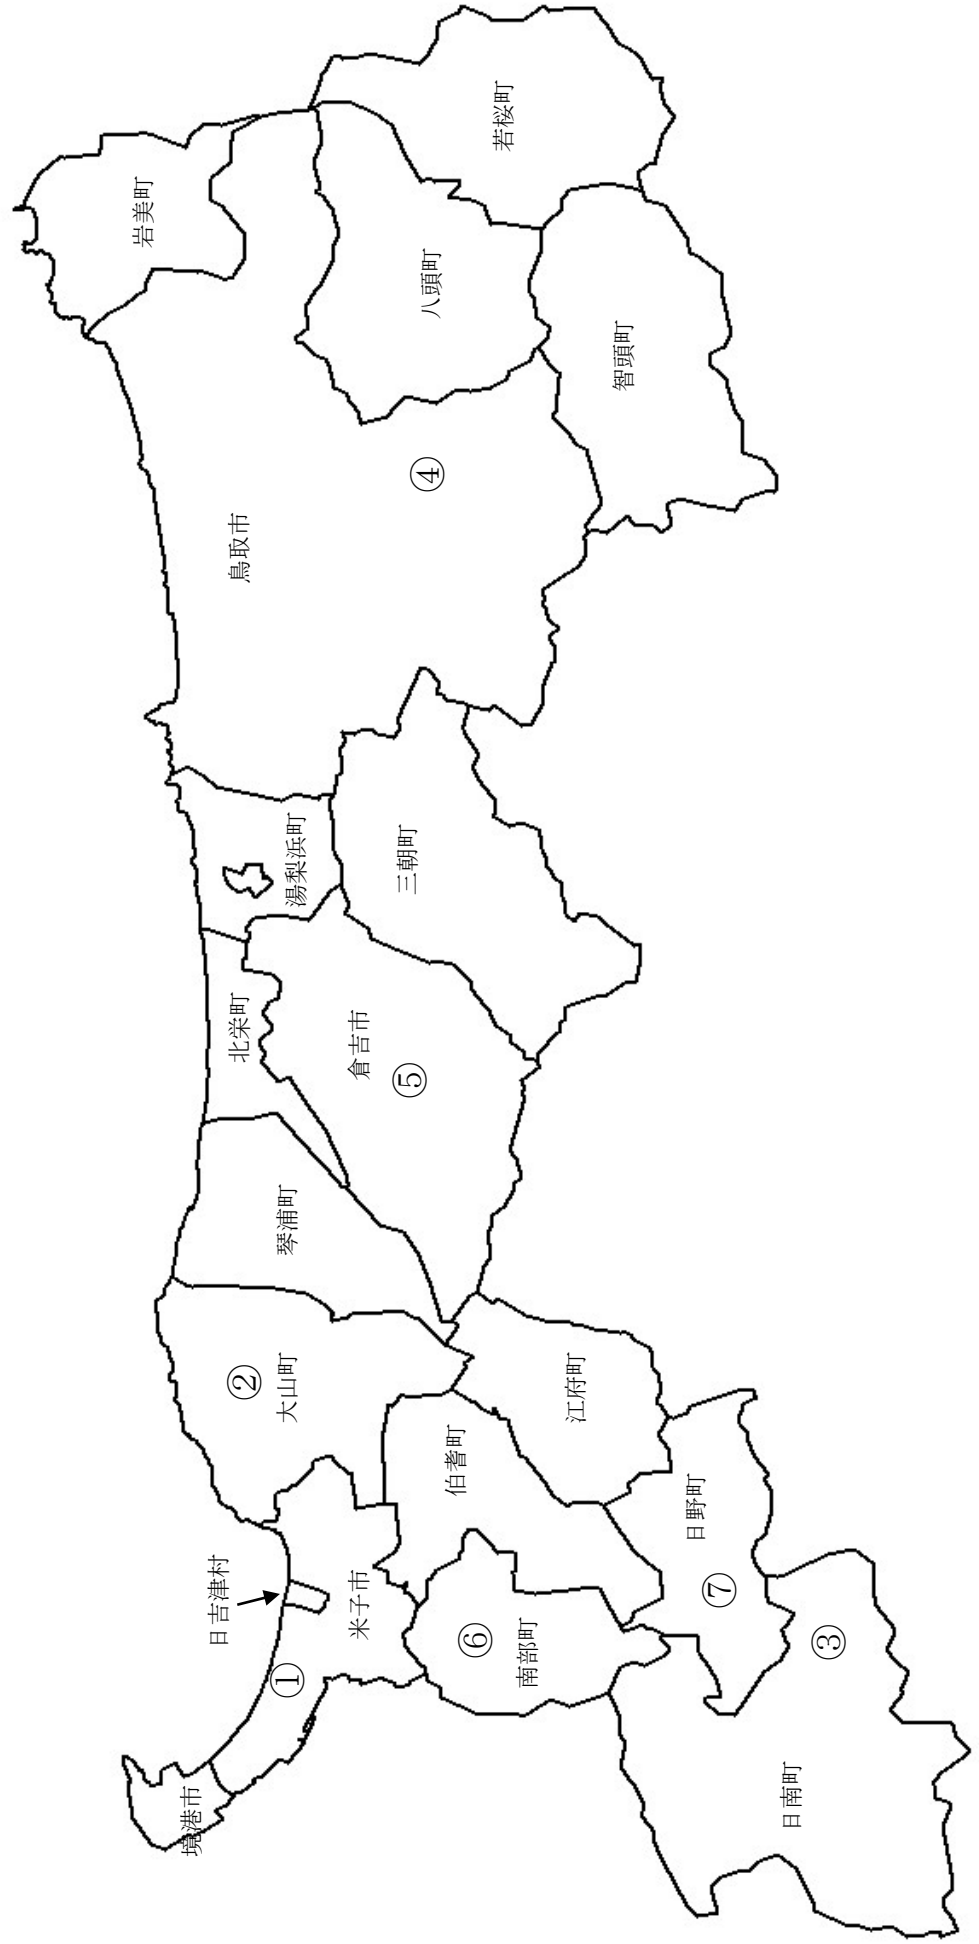 岩美町
若桜町
八頭町
智頭町
鳥取市
④
湯梨浜町
三朝町
北栄町
倉吉市
⑤
琴浦町
②
大山町
江府町
伯耆町
日野町
⑦
日吉津村
米子市
①
⑥
南部町
③
境港市
日南町